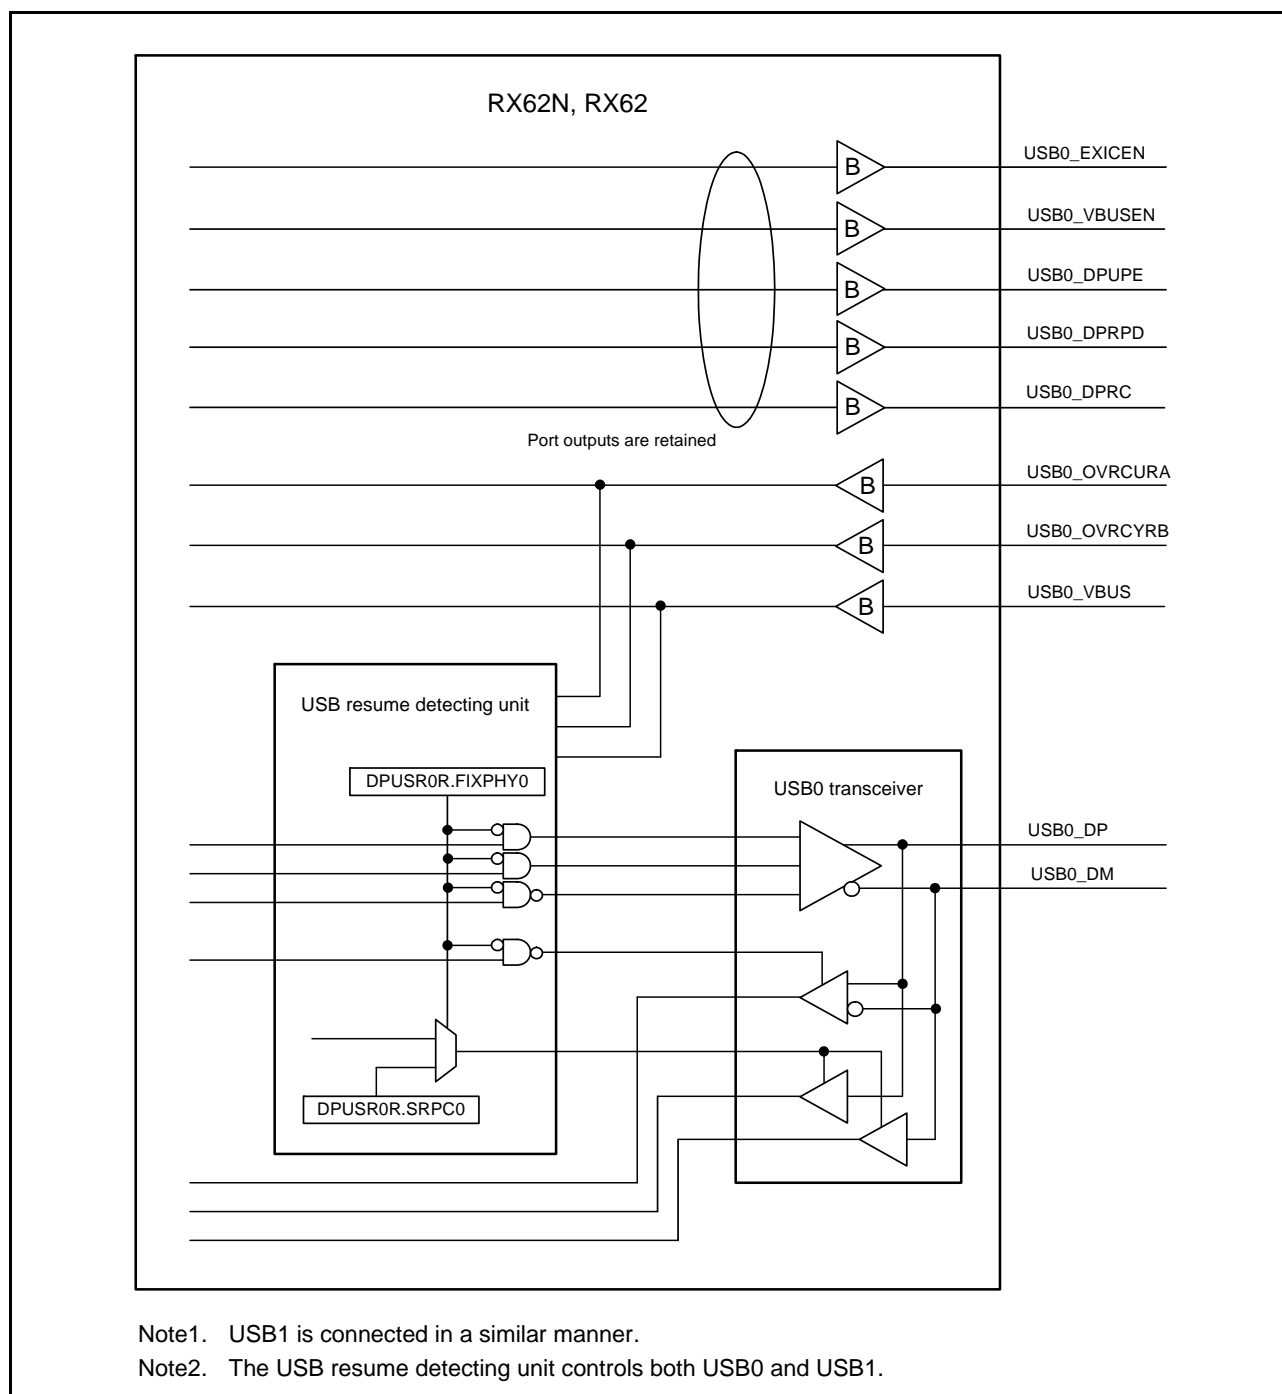 RX62N, RX62
B
USB0_EXICEN
B
USB0_VBUSEN
B
USB0_DPUPE
B
USB0_DPRPD
B
USB0_DPRC
Port outputs are retained
B
USB0_OVRCURA
B
USB0_OVRCYRB
B
USB0_VBUS
USB resume detecting unit
DPUSR0R.FIXPHY0
USB0 transceiver
USB0_DP
USB0_DM
DPUSR0R.SRPC0
Note1. USB1 is connected in a similar manner.
Note2. The USB resume detecting unit controls both USB0 and USB1.